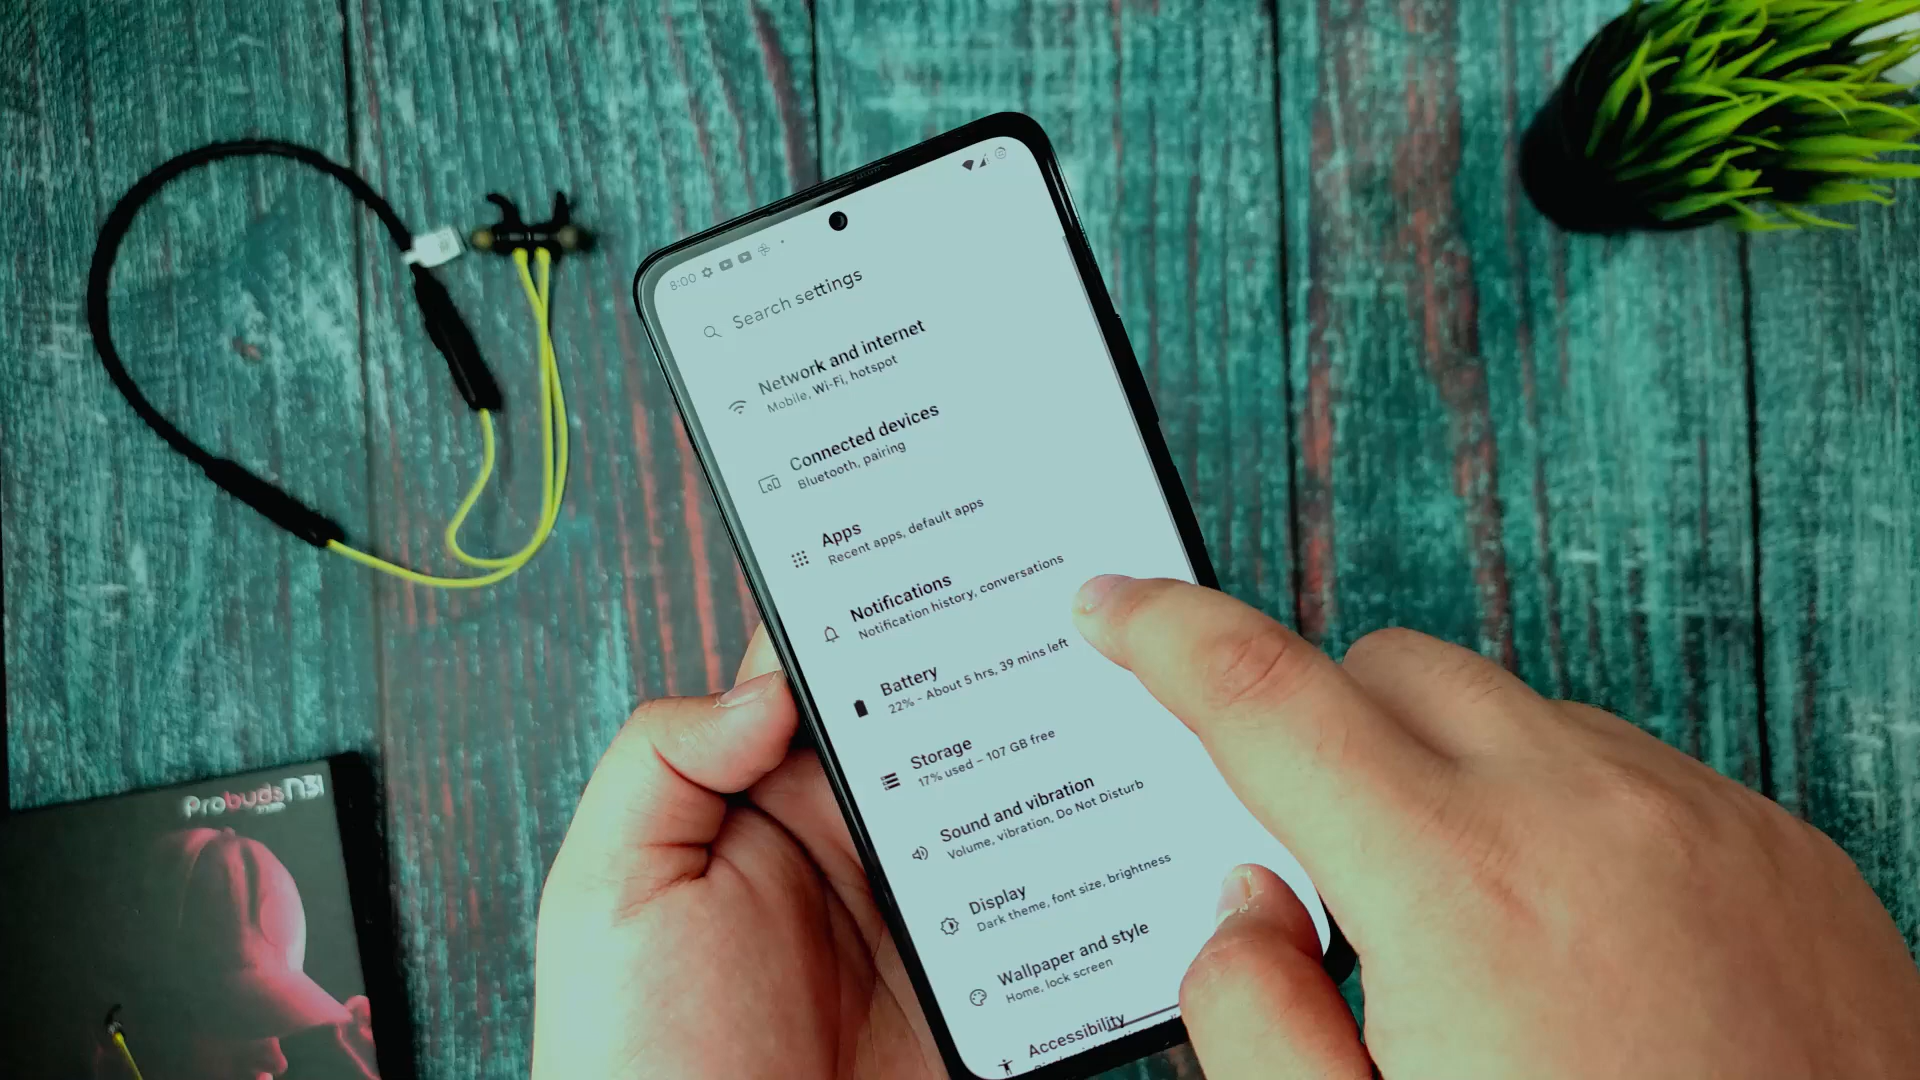 8:00
Search settings
Network and internet
Mobile, Wi-Fi, hotspot
Connected devices
Bluetooth, pairing
Apps
Recent apps, default apps
Notifications
Notification history, conversations
Battery
22% - About 5 hrs, 39 mins left
Storage
17% used – 107 GB free
Sound and vibration
Volume, vibration, Do Not Disturb
Display
Dark theme, font size, brightness
Wallpaper and style
Home, lock screen
Accessibility
Probuds N31